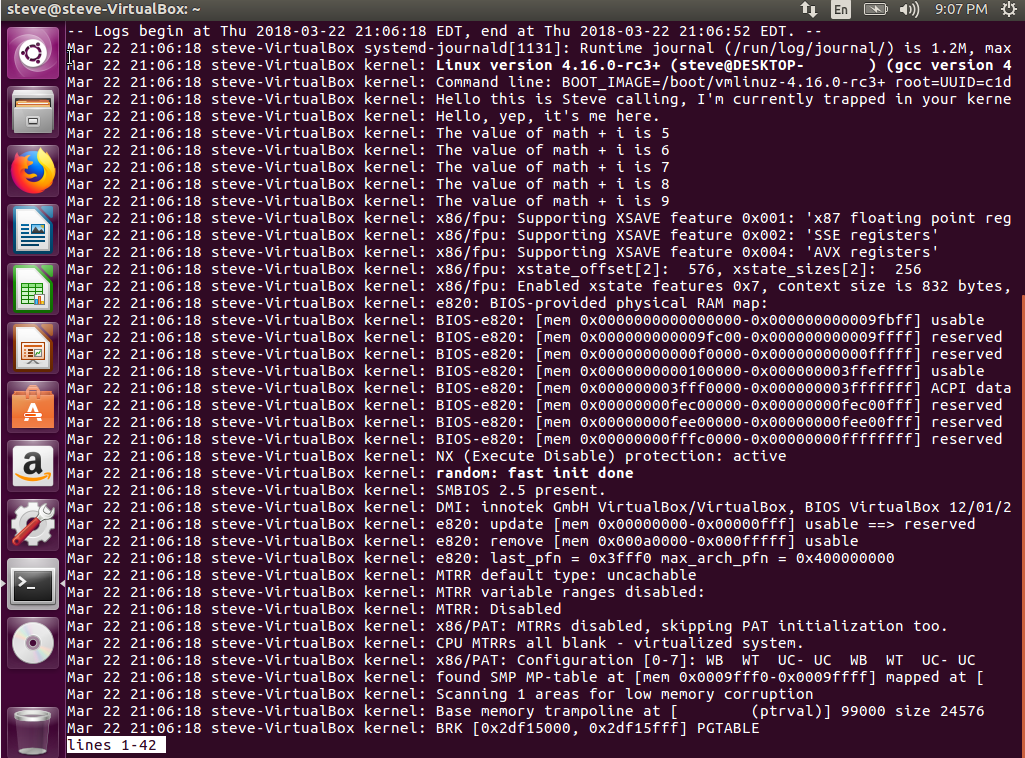 steve@steve-VirtualBox: ~
En
9:07 PM
-- Logs begin at Thu 2018-03-22 21:06:18 EDT, end at Thu 2018-03-22 21:06:52 EDT. --
Mar 22 21:06:18 steve-VirtualBox systemd-journald[1131]: Runtime journal (/run/log/journal/) is 1.2M, max
Mar 22 21:06:18 steve-VirtualBox kernel: Linux version 4.16.0-rc3+ (steve@DESKTOP- ) (gcc version 4
Mar 22 21:06:18 steve-VirtualBox kernel: Command line: BOOT_IMAGE=/boot/vmlinuz-4.16.0-rc3+ root=UUID=c1d
Mar 22 21:06:18 steve-VirtualBox kernel: Hello this is Steve calling, I'm currently trapped in your kerne
Mar 22 21:06:18 steve-VirtualBox kernel: Hello, yep, it's me here.
Mar 22 21:06:18 steve-VirtualBox kernel: The value of math + i is 5
Mar 22 21:06:18 steve-VirtualBox kernel: The value of math + i is 6
Mar 22 21:06:18 steve-VirtualBox kernel: The value of math + i is 7
Mar 22 21:06:18 steve-VirtualBox kernel: The value of math + i is 8
Mar 22 21:06:18 steve-VirtualBox kernel: The value of math + i is 9
Mar 22 21:06:18 steve-VirtualBox kernel: x86/fpu: Supporting XSAVE feature 0x001: 'x87 floating point reg
Mar 22 21:06:18 steve-VirtualBox kernel: x86/fpu: Supporting XSAVE feature 0x002: 'SSE registers'
Mar 22 21:06:18 steve-VirtualBox kernel: x86/fpu: Supporting XSAVE feature 0x004: 'AVX registers'
Mar 22 21:06:18 steve-VirtualBox kernel: x86/fpu: xstate_offset[2]:  576, xstate_sizes[2]:  256
Mar 22 21:06:18 steve-VirtualBox kernel: x86/fpu: Enabled xstate features 0x7, context size is 832 bytes,
Mar 22 21:06:18 steve-VirtualBox kernel: e820: BIOS-provided physical RAM map:
Mar 22 21:06:18 steve-VirtualBox kernel: BIOS-e820: [mem 0x0000000000000000-0x000000000009fbff] usable
Mar 22 21:06:18 steve-VirtualBox kernel: BIOS-e820: [mem 0x000000000009fc00-0x000000000009ffff] reserved
Mar 22 21:06:18 steve-VirtualBox kernel: BIOS-e820: [mem 0x00000000000f0000-0x00000000000fffff] reserved
Mar 22 21:06:18 steve-VirtualBox kernel: BIOS-e820: [mem 0x0000000000100000-0x000000003ffeffff] usable
Mar 22 21:06:18 steve-VirtualBox kernel: BIOS-e820: [mem 0x000000003fff0000-0x000000003fffffff] ACPI data
Mar 22 21:06:18 steve-VirtualBox kernel: BIOS-e820: [mem 0x00000000fec00000-0x00000000fec00fff] reserved
Mar 22 21:06:18 steve-VirtualBox kernel: BIOS-e820: [mem 0x00000000fee00000-0x00000000fee00fff] reserved
Mar 22 21:06:18 steve-VirtualBox kernel: BIOS-e820: [mem 0x00000000fffc0000-0x00000000ffffffff] reserved
Mar 22 21:06:18 steve-VirtualBox kernel: NX (Execute Disable) protection: active
Mar 22 21:06:18 steve-VirtualBox kernel: random: fast init done
Mar 22 21:06:18 steve-VirtualBox kernel: SMBIOS 2.5 present.
Mar 22 21:06:18 steve-VirtualBox kernel: DMI: innotek GmbH VirtualBox/VirtualBox, BIOS VirtualBox 12/01/2
Mar 22 21:06:18 steve-VirtualBox kernel: e820: update [mem 0x00000000-0x00000fff] usable ==> reserved
Mar 22 21:06:18 steve-VirtualBox kernel: e820: remove [mem 0x000a0000-0x000fffff] usable
Mar 22 21:06:18 steve-VirtualBox kernel: e820: last_pfn = 0x3fff0 max_arch_pfn = 0x400000000
Mar 22 21:06:18 steve-VirtualBox kernel: MTRR default type: uncachable
Mar 22 21:06:18 steve-VirtualBox kernel: MTRR variable ranges disabled:
Mar 22 21:06:18 steve-VirtualBox kernel: MTRR: Disabled
Mar 22 21:06:18 steve-VirtualBox kernel: x86/PAT: MTRRs disabled, skipping PAT initialization too.
Mar 22 21:06:18 steve-VirtualBox kernel: CPU MTRRs all blank - virtualized system.
Mar 22 21:06:18 steve-VirtualBox kernel: x86/PAT: Configuration [0-7]: WB  WT  UC- UC  WB  WT  UC- UC
Mar 22 21:06:18 steve-VirtualBox kernel: found SMP MP-table at [mem 0x0009fff0-0x0009ffff] mapped at [
Mar 22 21:06:18 steve-VirtualBox kernel: Scanning 1 areas for low memory corruption
Mar 22 21:06:18 steve-VirtualBox kernel: Base memory trampoline at [        (ptrval)] 99000 size 24576
Mar 22 21:06:18 steve-VirtualBox kernel: BRK [0x2df15000, 0x2df15fff] PGTABLE
lines 1-42